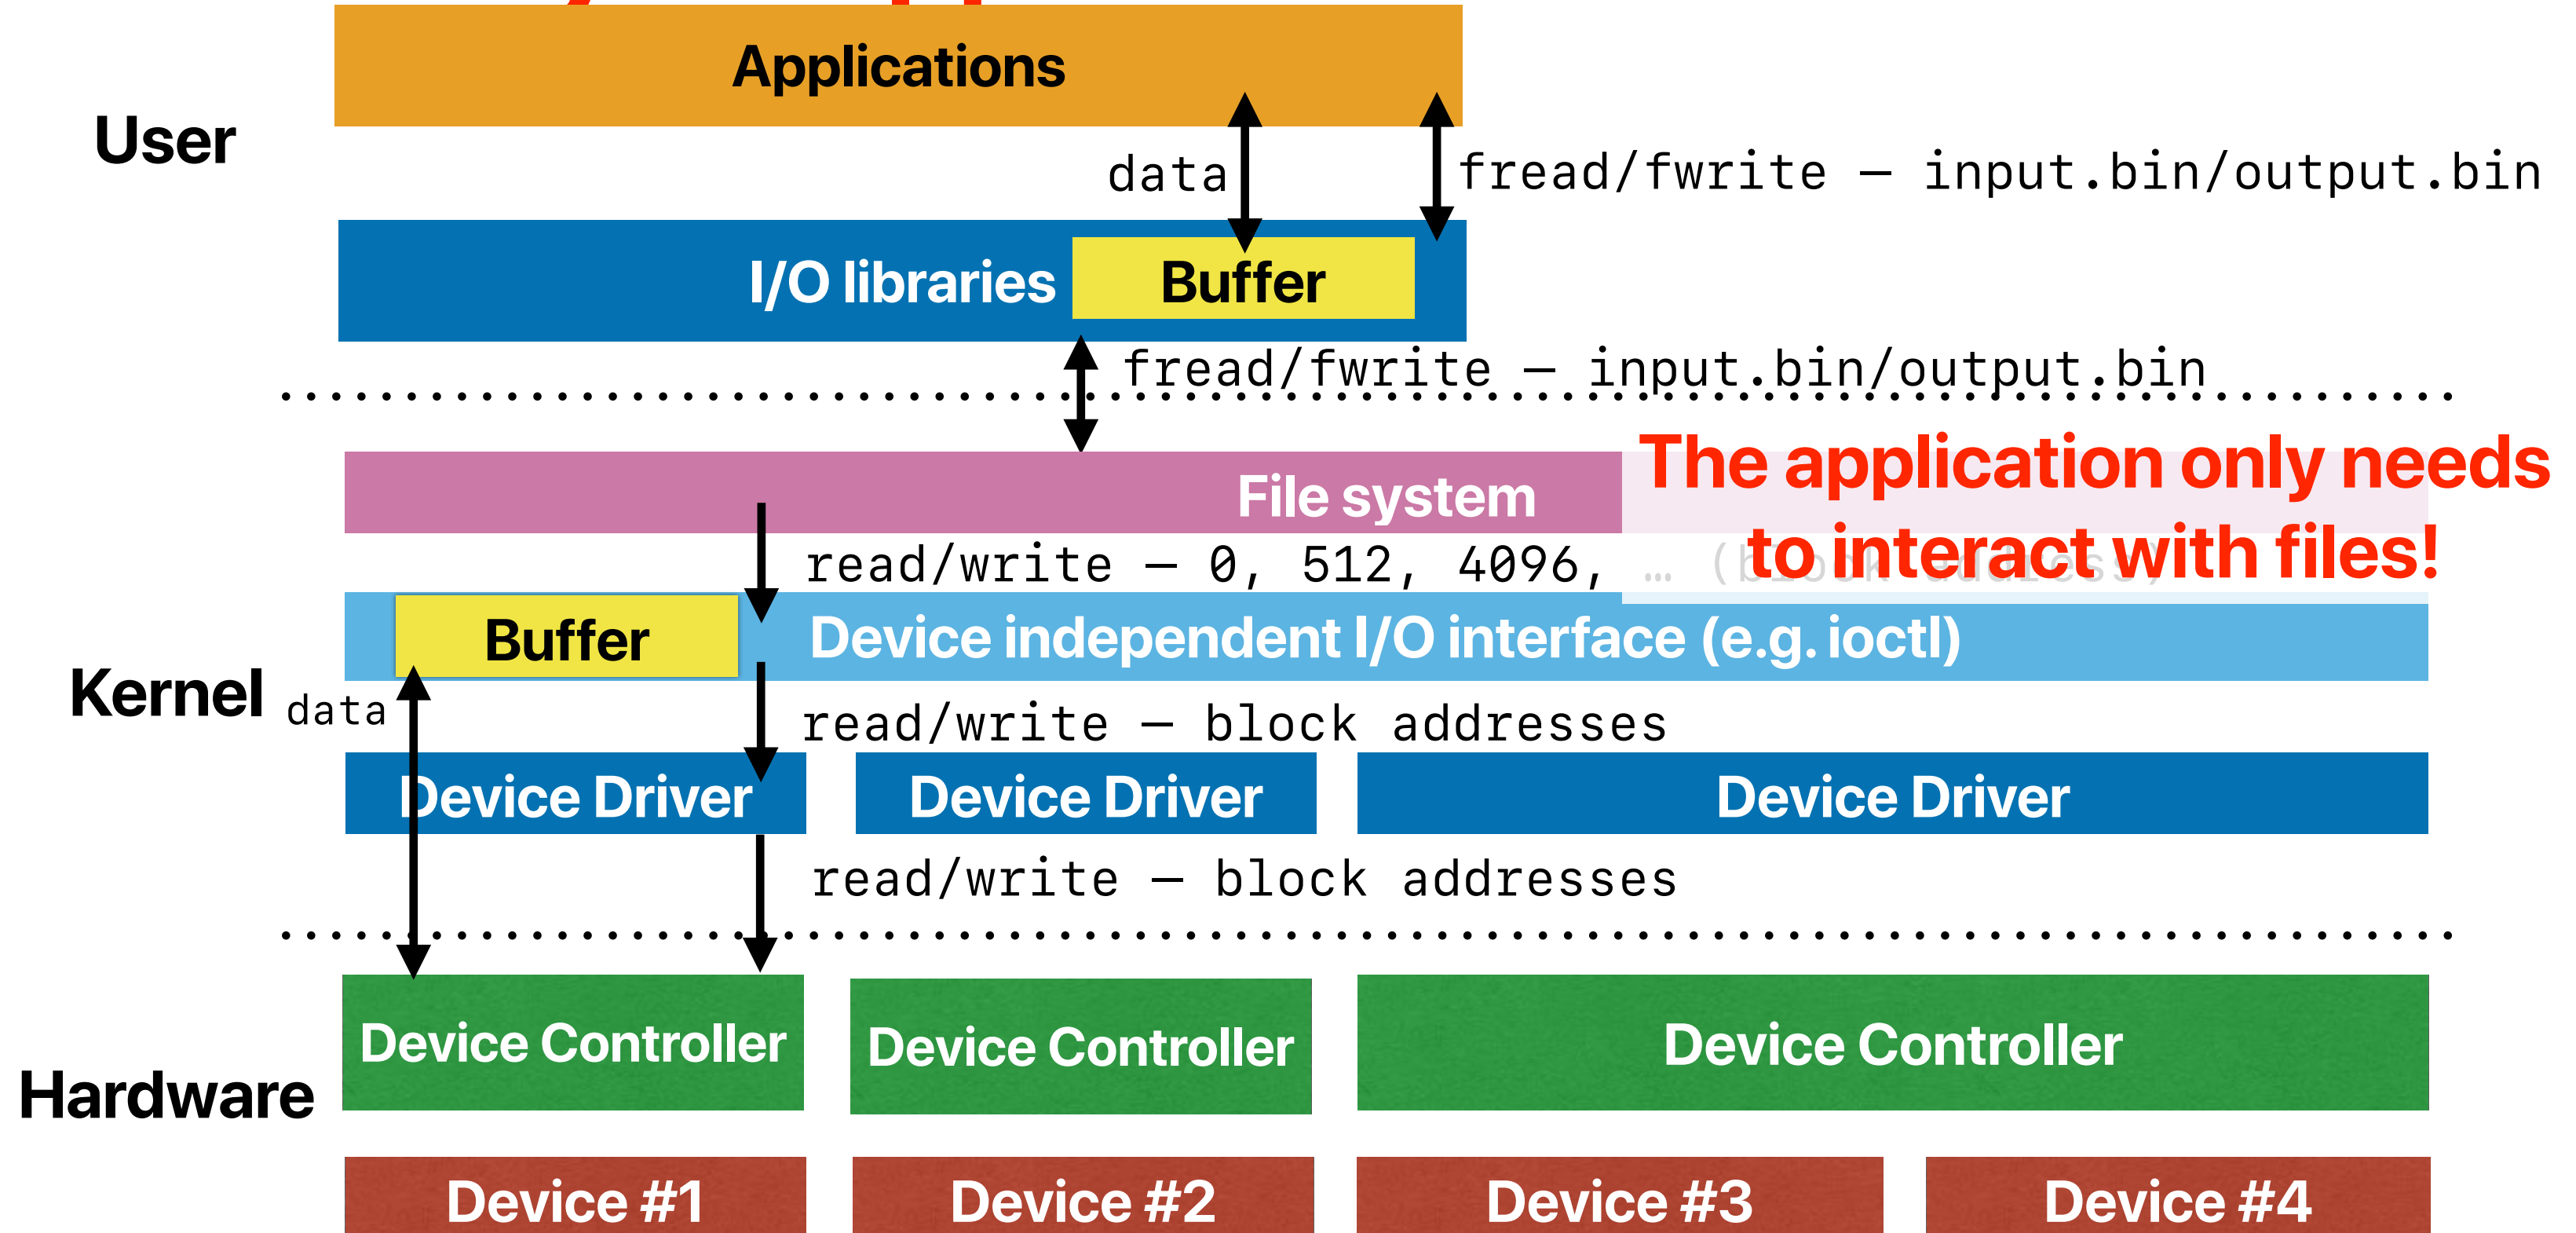 Applications
User
data
fread/fwrite — input.bin/output.bin
I/O libraries
Buffer
fread/fwrite — input.bin/output.bin
File system
The application only needs
to interact with files!
read/write — 0, 512, 4096, … (block address)
Buffer
Device independent I/O interface (e.g. ioctl)
Kernel
data
read/write — block addresses
Device Driver
Device Driver
Device Driver
read/write — block addresses
Device Controller
Device Controller
Device Controller
Hardware
Device #1
Device #2
Device #3
Device #4